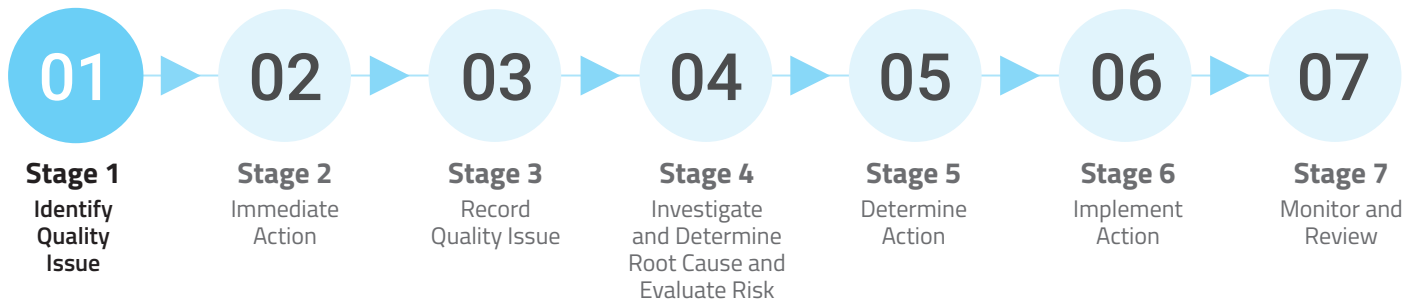 01
02
03
04
05
06
07
Stage 1
Identify
Quality
Issue
Stage 2
Immediate
Action
Stage 3
Record
Quality Issue
Stage 4
Investigate
and Determine
Root Cause and
Evaluate Risk
Stage 5
Determine
Action
Stage 6
Implement
Action
Stage 7
Monitor and
Review